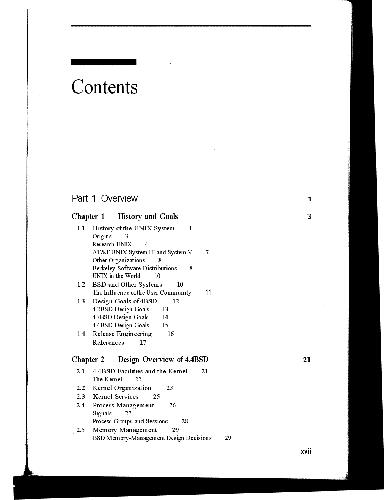 Contents
Part 1 Overview 1
Chapter 1 History and Goals 3
1.1 History of the UNIX System
Origins 3
Research UNIX 4
AT&T UNIX System III and System V 7
Other Organizations 8
Berkeley Software Distributions 8
UNIX in the World 10
1.2 BSD and Other Systems 10
The Influence of the User Community 11
1.3 Design Goals of 4BSD 12
4.2BSD Design Goals 13
4.3BSD Design Goals 14
4.4BSD Design Goals 15
1.4 Release Engineering 16
References 17
Chapter 2 Design Overview of 4.4BSD 21
2.1 4.4BSD Facilities and the Kernel 21
The Kernel 22
2.2 Kernel Organization 23
2.3 Kernel Services 25
2.4 Process Management 26
Signals 27
Process Groups and Sessions 28
2.5 Memory Management 29
BSD Memory-Management Design Decisions 29
xvii